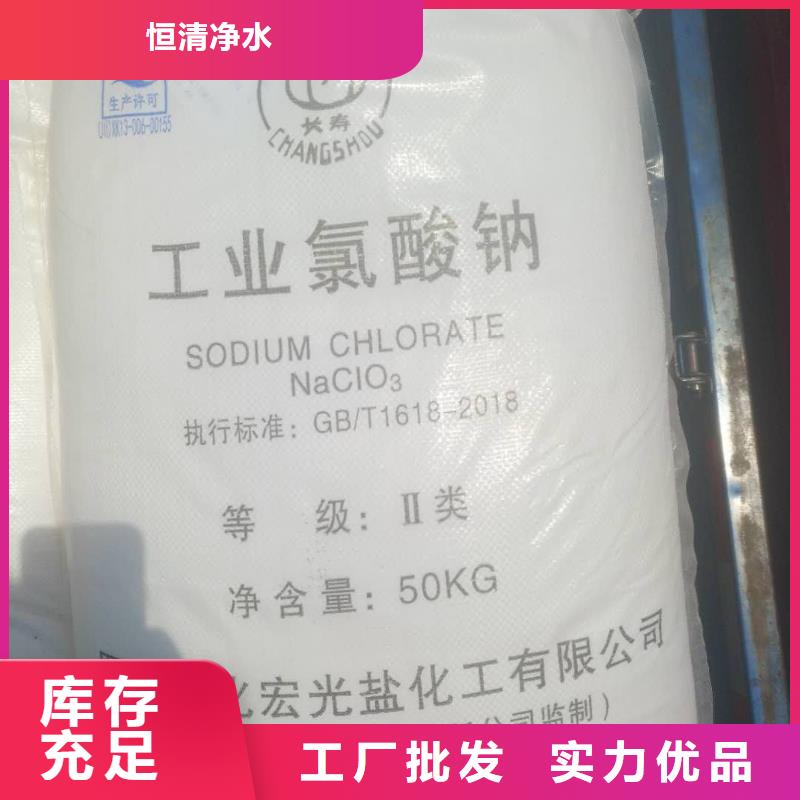 恒清净水
生产许可
XK13-006-00155
长寿
CHANGSHOU
工业氯酸钠
SODIUM CHLORATE
NaClO₃
执行标准：GB/T1618-2018
等 级：Ⅱ类
净含量：50KG
宏光盐化工有限公司
公司监制）
库存
充足
工厂批发 实力优品